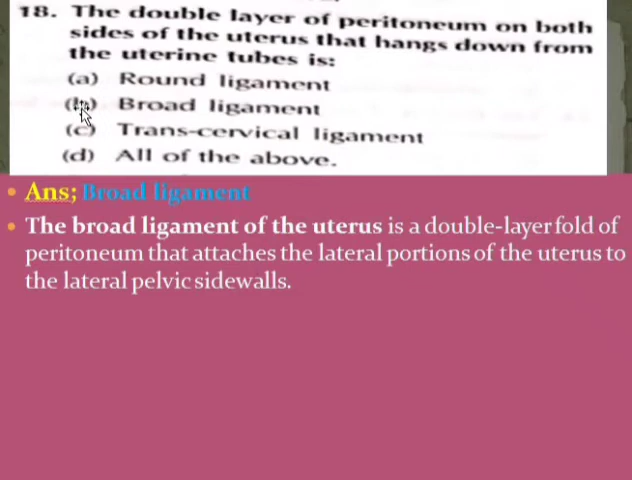 18. The double layer of peritoneum on both
sides of the uterus that hangs down from
the uterine tubes is:
(a) Round ligament
(b) Broad ligament
(c) Trans-cervical ligament
(d) All of the above.
• Ans; Broad ligament
• The broad ligament of the uterus is a double-layer fold of
peritoneum that attaches the lateral portions of the uterus to
the lateral pelvic sidewalls.